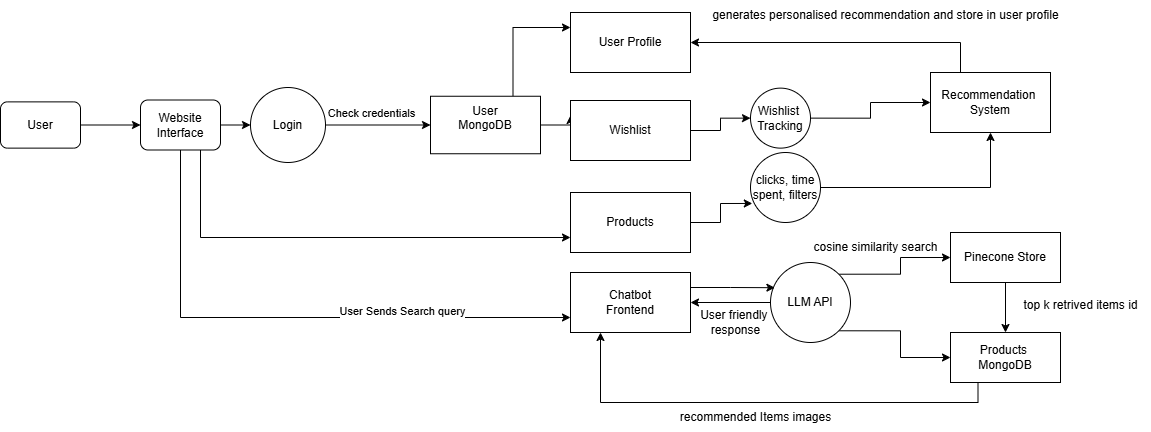 generates personalised recommendation and store in user profile
User Profile
User
Website
Interface
Login
Check credentials
User
MongoDB
Wishlist
Wishlist
Tracking
Recommendation
System
Products
clicks, time
spent, filters
cosine similarity search
Pinecone Store
User Sends Search query
Chatbot
Frontend
LLM API
User friendly
response
top k retrived items id
Products
MongoDB
recommended Items images